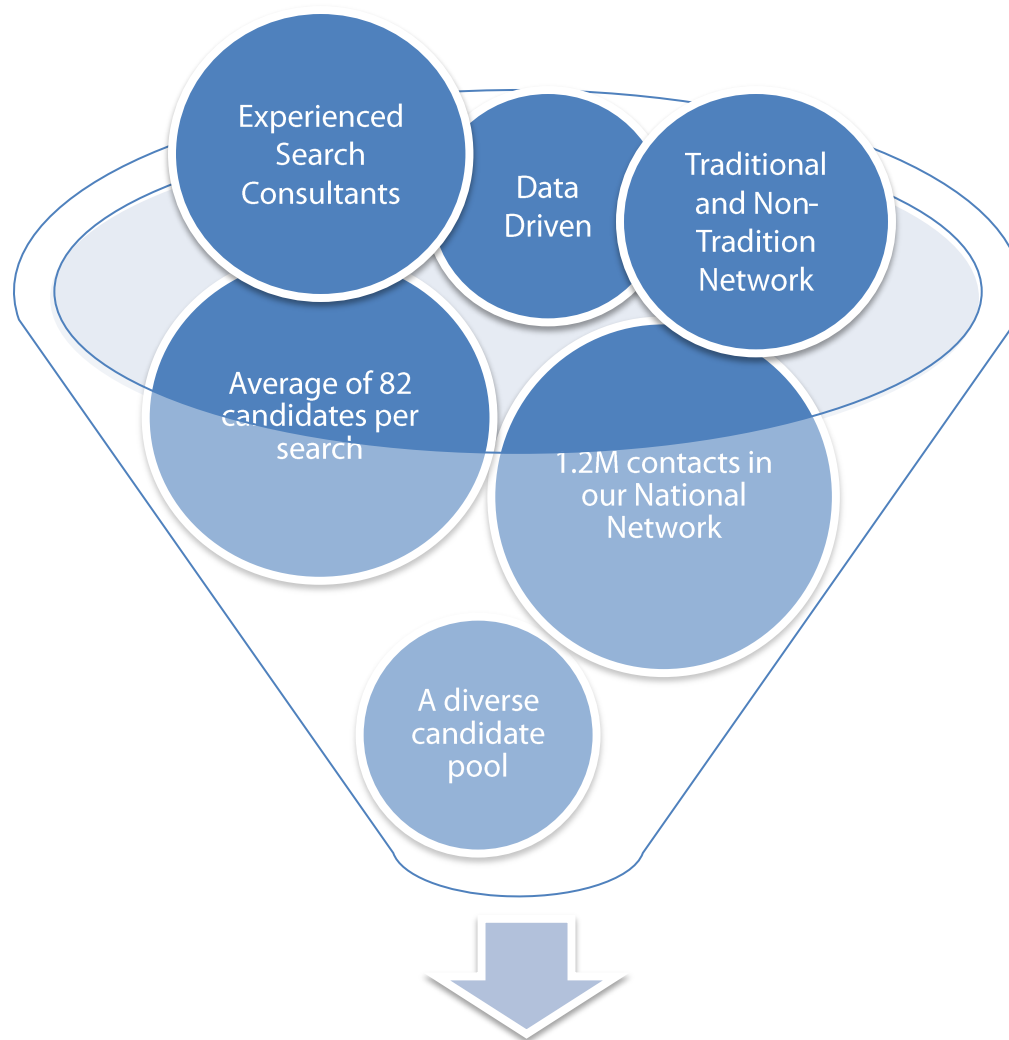 Experienced
Search
Consultants
Data
Driven
Traditional
and Non-
Tradition
Network
Average of 82
candidates per
search
1.2M contacts in
our National
Network
A diverse
candidate
pool